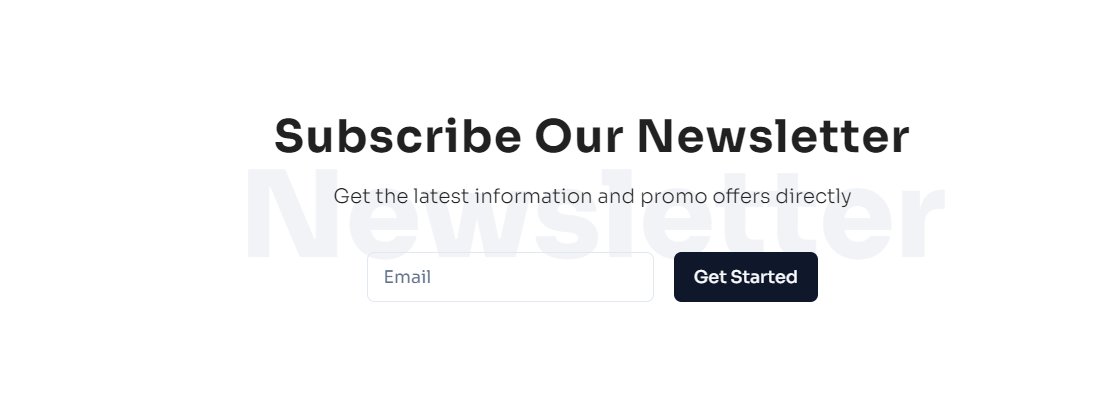 Subscribe Our Newsletter
Newsletter
Get the latest information and promo offers directly
Email
Get Started